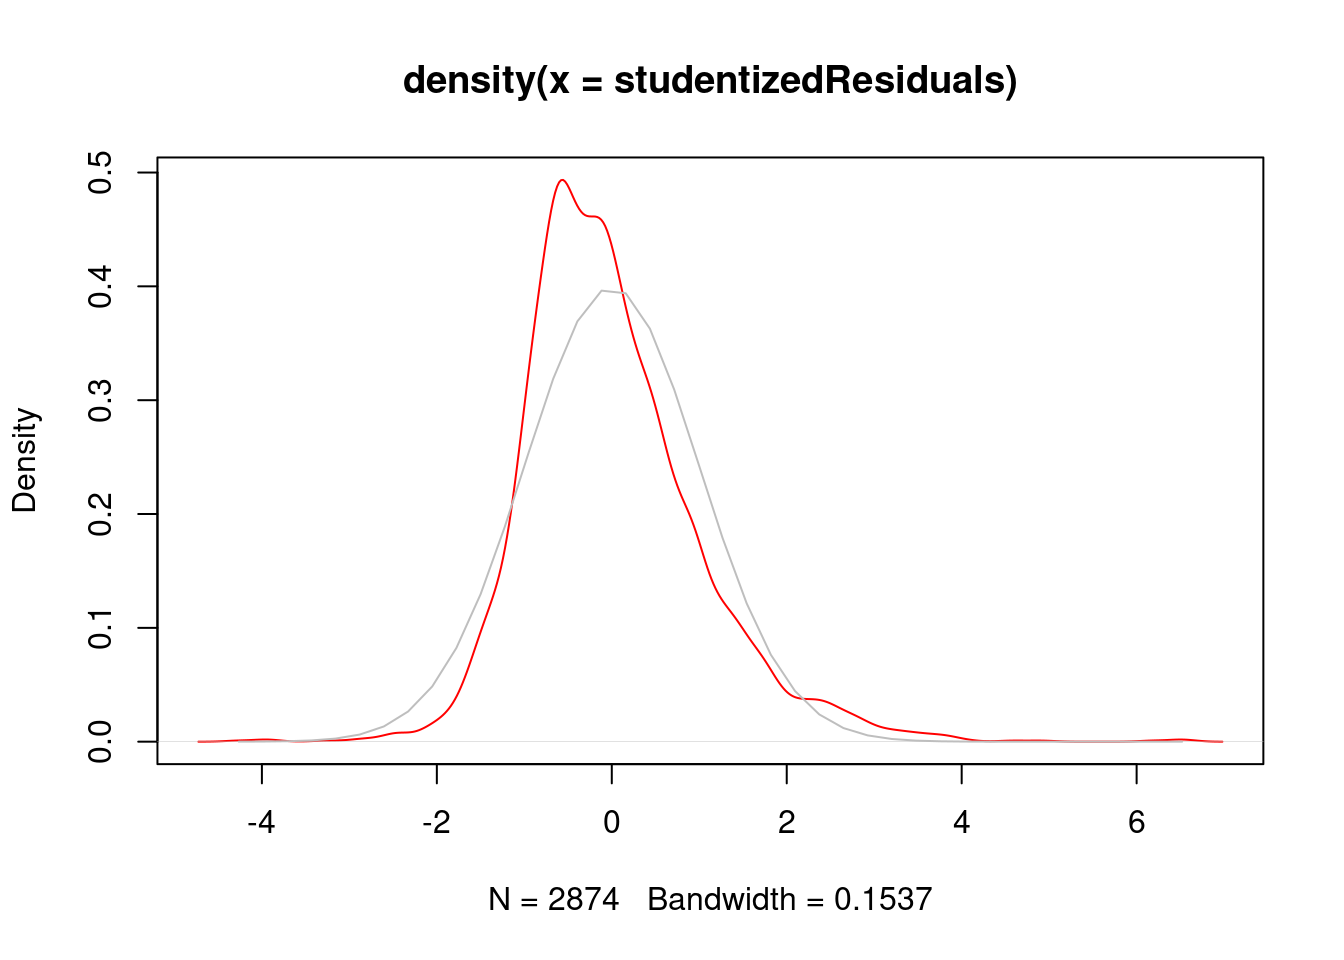 density(x = studentizedResiduals)
Density
0.5
0.4
0.3
0.2
0.1
0.0
-4 -2 0 2 4 6
N = 2874 Bandwidth = 0.1537